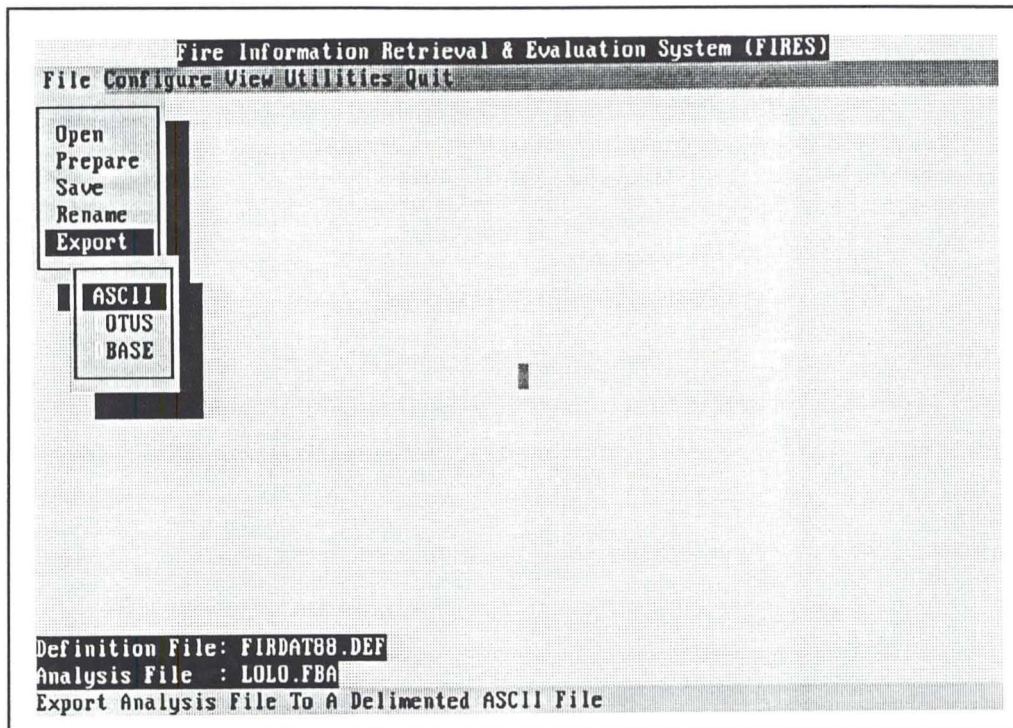 Fire Information Retrieval & Evaluation System (FIRES)
File Configure View Utilities Quit
Open
Prepare
Save
Rename
Export
ASCII
OTUS
BASE
Definition File: FIRDAT88.DEF
Analysis File : LOLO.FBA
Export Analysis File To A Delimented ASCII File